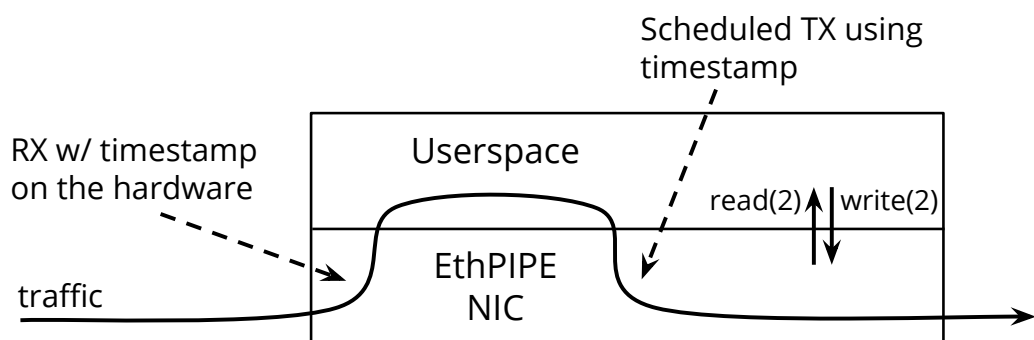 Scheduled TX using
timestamp
RX w/ timestamp
on the hardware
Userspace
read(2)
write(2)
EthPIPE
NIC
traffic